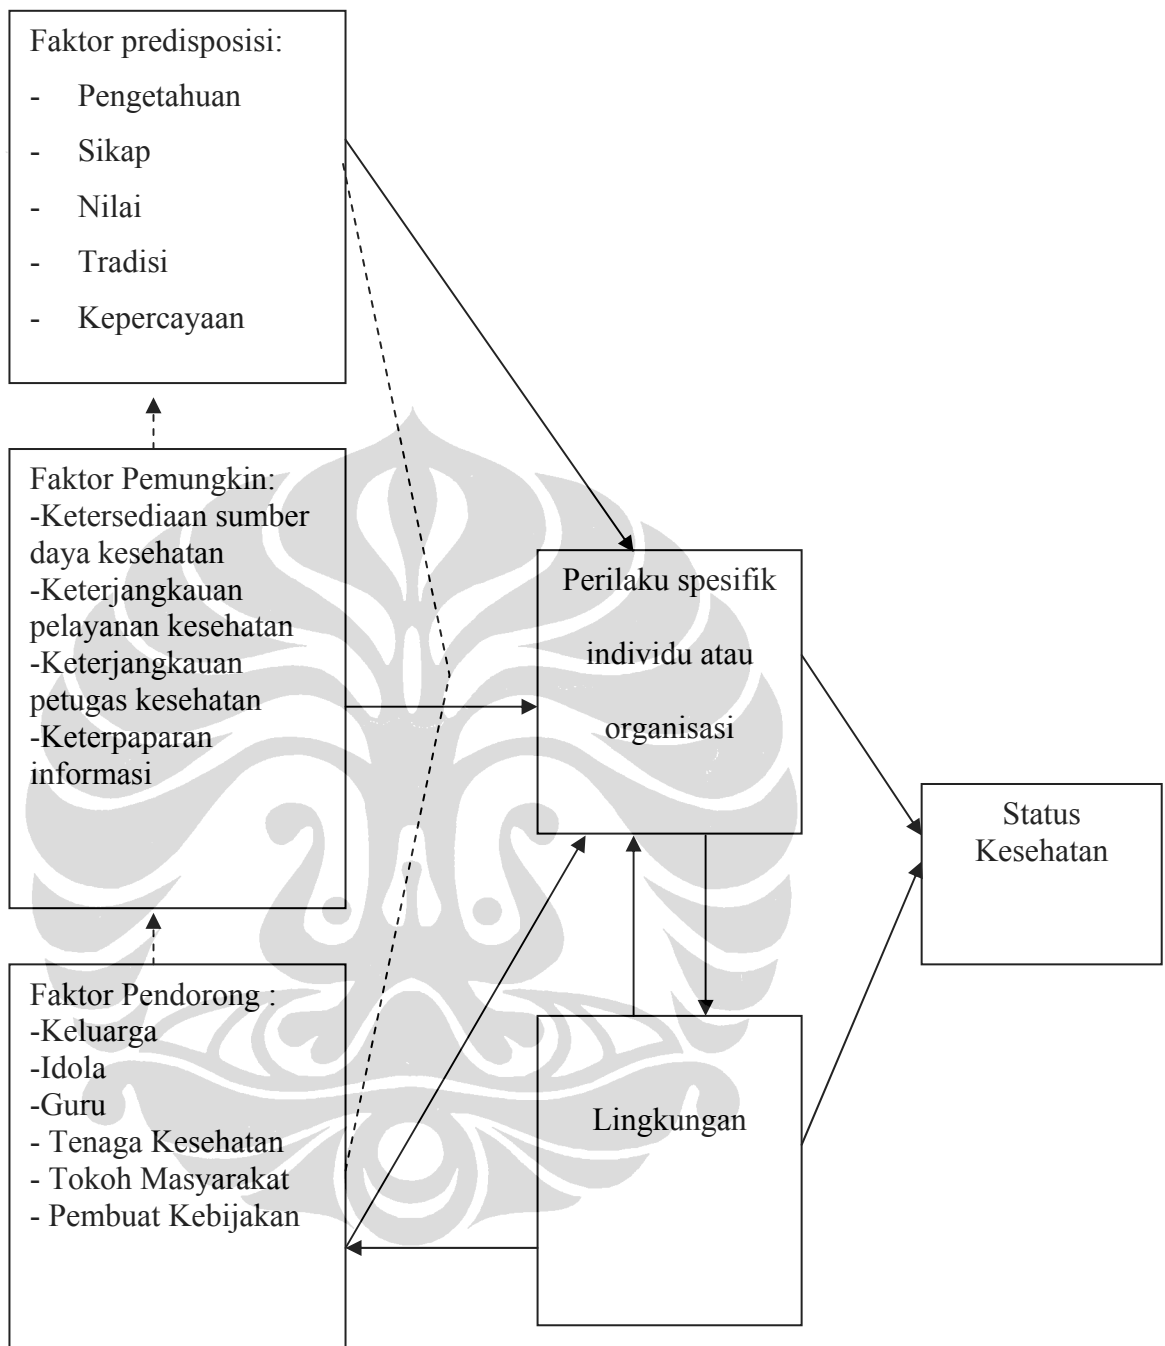 Faktor predisposisi:
- Pengetahuan
- Sikap
- Nilai
- Tradisi
- Kepercayaan
Faktor Pemungkin:
-Ketersediaan sumber
daya kesehatan
-Keterjangkauan
pelayanan kesehatan
-Keterjangkauan
petugas kesehatan
-Keterpaparan
informasi
Faktor Pendorong :
-Keluarga
-Idola
-Guru
- Tenaga Kesehatan
- Tokoh Masyarakat
- Pembuat Kebijakan
Perilaku spesifik
individu atau
organisasi
Lingkungan
Status
Kesehatan